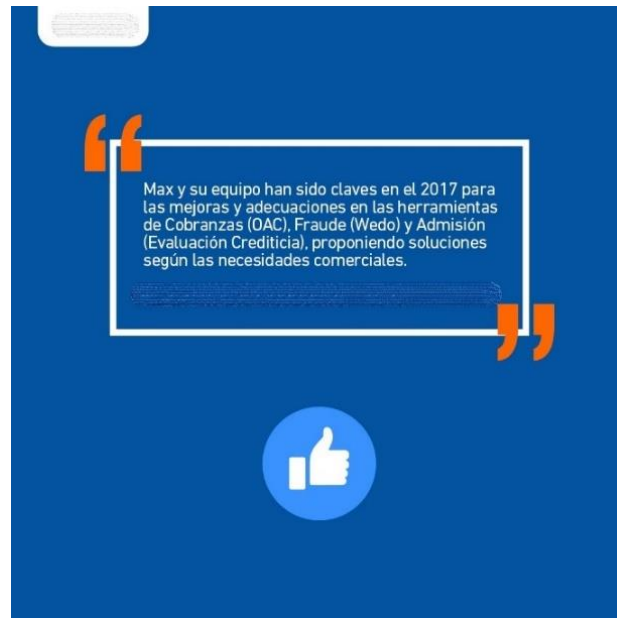 Max y su equipo han sido claves en el 2017 para
las mejoras y adecuaciones en las herramientas
de Cobranzas (OAC), Fraude (Wedo) y Admisión
(Evaluación Crediticia), proponiendo soluciones
según las necesidades comerciales.